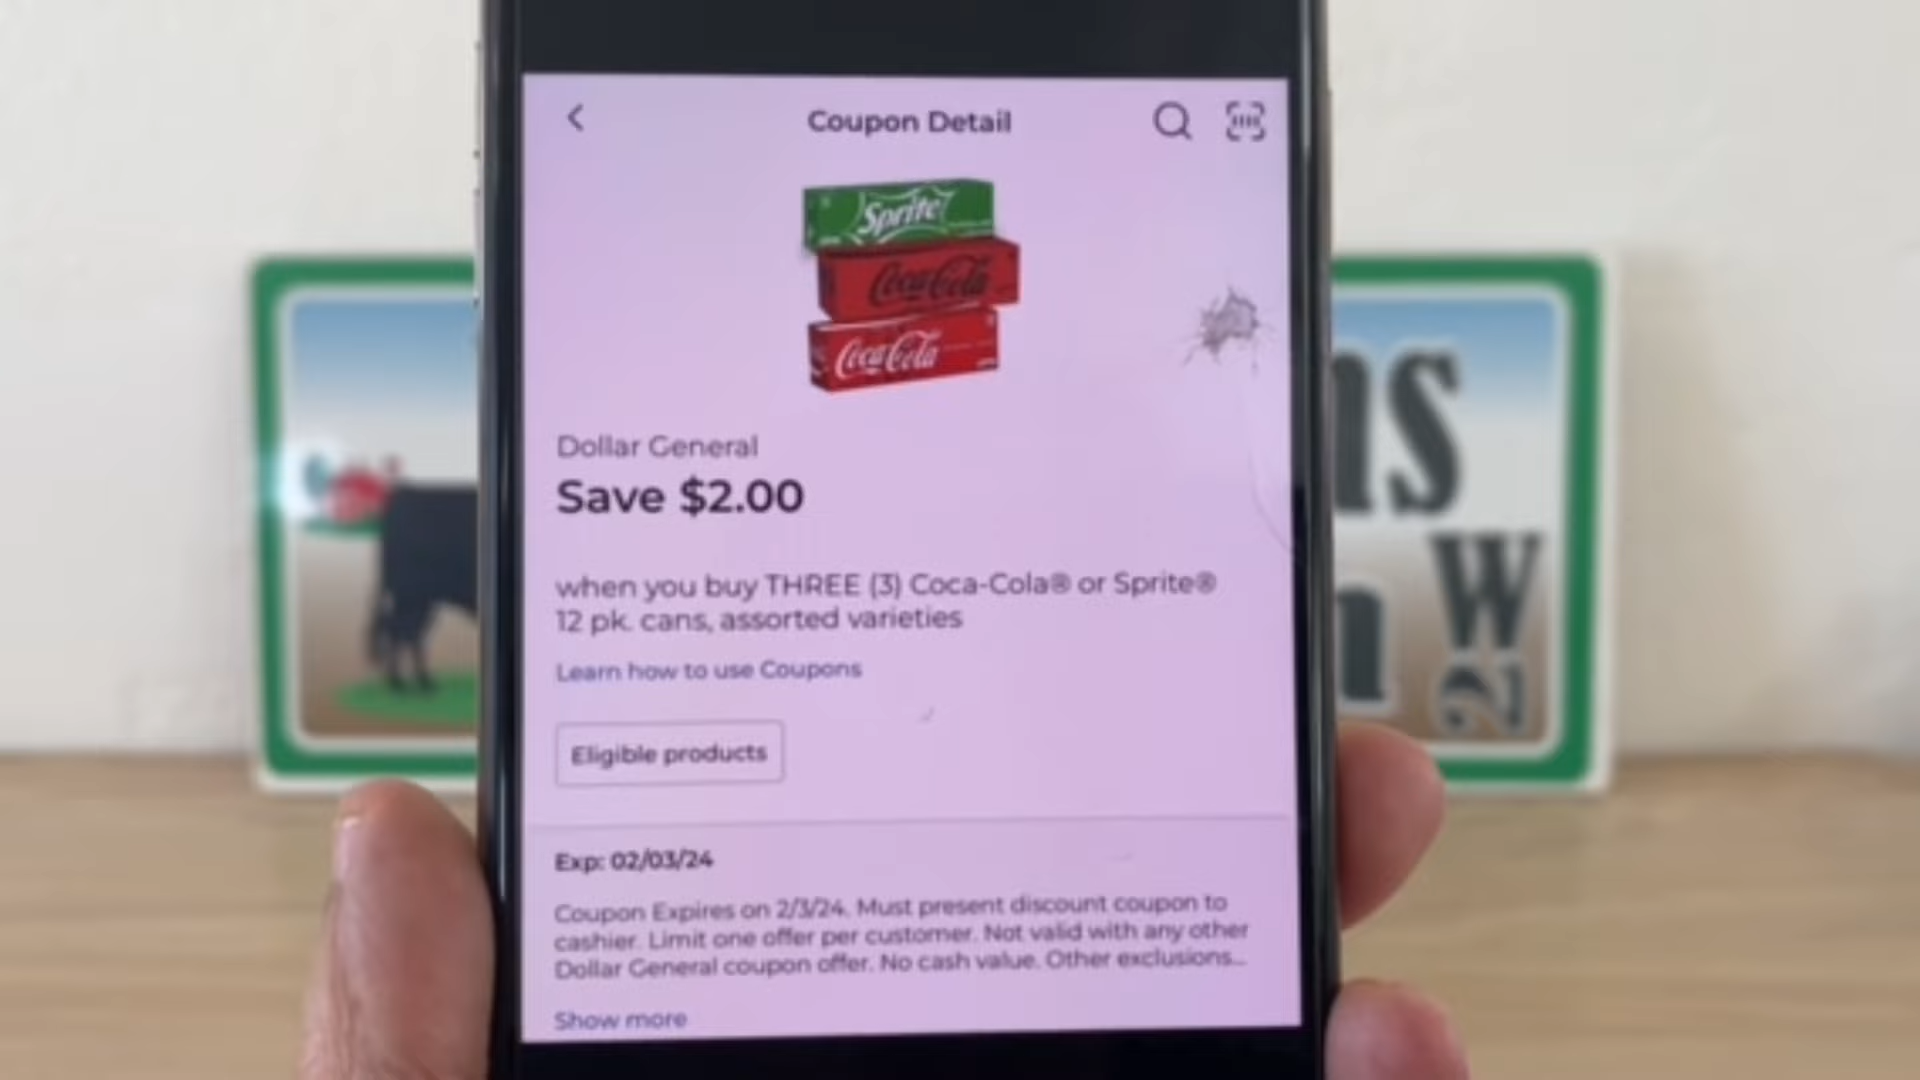 Coupon Detail
Sprite
Coca-Cola
Coca-Cola
Dollar General
Save $2.00
when you buy THREE (3) Coca-Cola® or Sprite®
12 pk. cans, assorted varieties
Learn how to use Coupons
Eligible products
Exp: 02/03/24
Coupon Expires on 2/3/24. Must present discount coupon to
cashier. Limit one offer per customer. Not valid with any other
Dollar General coupon offer. No cash value. Other exclusions...
Show more